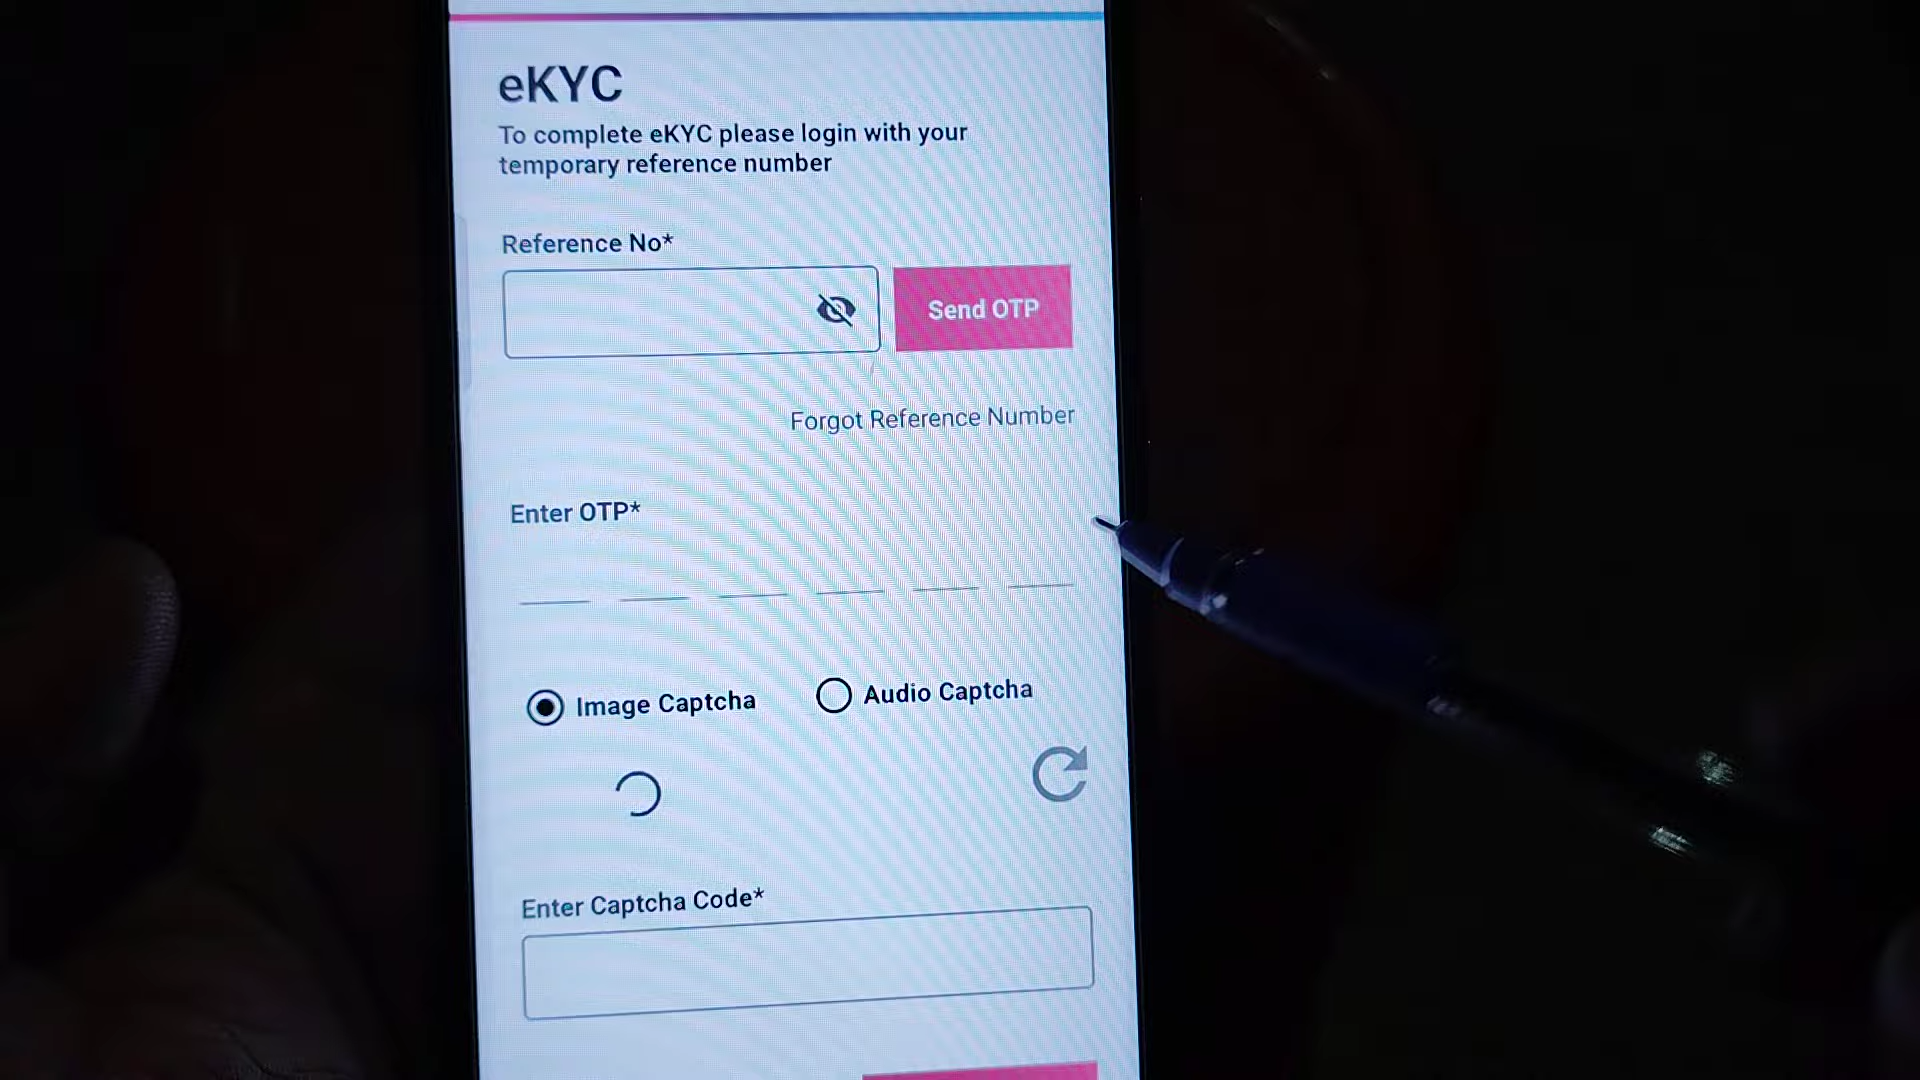 eKYC
To complete eKYC please login with your
temporary reference number
Reference No*
Send OTP
Forgot Reference Number
Enter OTP*
Image Captcha
Audio Captcha
Enter Captcha Code*